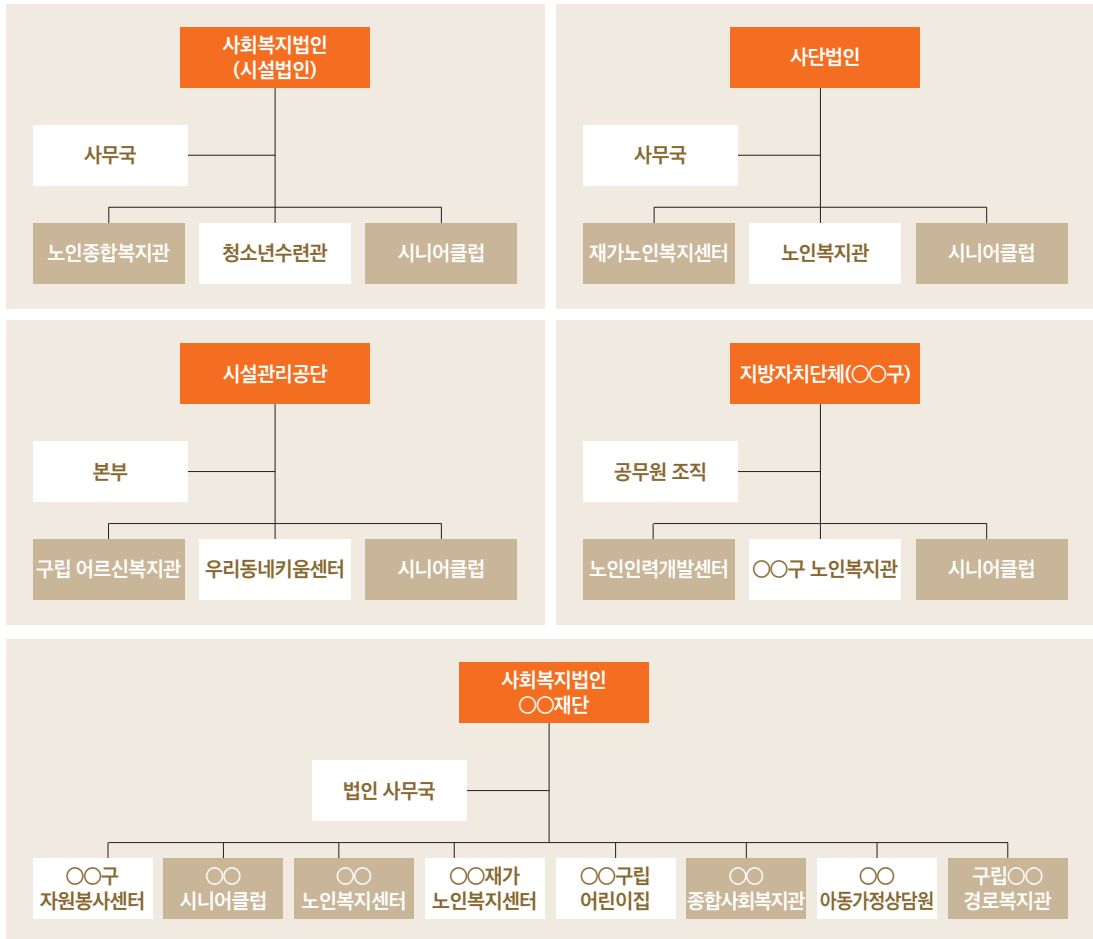 사회복지법인
(시설법인)
사무국
노인종합복지관
청소년수련관
시니어클럽
사단법인
사무국
재가노인복지센터
노인복지관
시니어클럽
시설관리공단
본부
구립 어르신복지관
우리동네키움센터
시니어클럽
지방자치단체(○○구)
공무원 조직
노인인력개발센터
○○구 노인복지관
시니어클럽
사회복지법인
○○재단
법인 사무국
○○구
자원봉사센터
○○
시니어클럽
○○
노인복지센터
○○재가
노인복지센터
○○구립
어린이집
○○
종합사회복지관
○○
아동가정상담원
구립○○
경로복지관